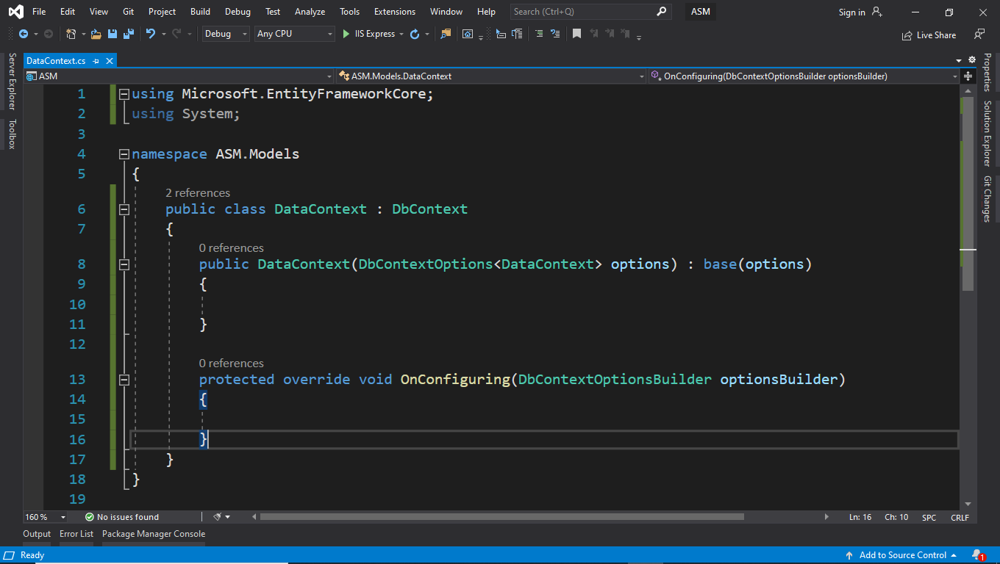 File Edit View Git Project Build Debug Test Analyze Tools Extensions Window Help Search (Ctrl+Q) ASM Sign in
Debug Any CPU IIS Express Live Share
Server Explorer
Toolbox
DataContext.cs
ASM ASM.Models.DataContext OnConfiguring(DbContextOptionsBuilder optionsBuilder)
1 using Microsoft.EntityFrameworkCore;
2 using System;
3
4 namespace ASM.Models
5 {
2 references
6 public class DataContext : DbContext
7 {
0 references
8 public DataContext(DbContextOptions<DataContext> options) : base(options)
9 {
10
11 }
12
0 references
13 protected override void OnConfiguring(DbContextOptionsBuilder optionsBuilder)
14 {
15
16 }
17 }
18 }
19
Properties
Solution Explorer
Git Changes
160 % No issues found Ln: 16 Ch: 10 SPC CRLF
Output Error List Package Manager Console
Ready Add to Source Control 1